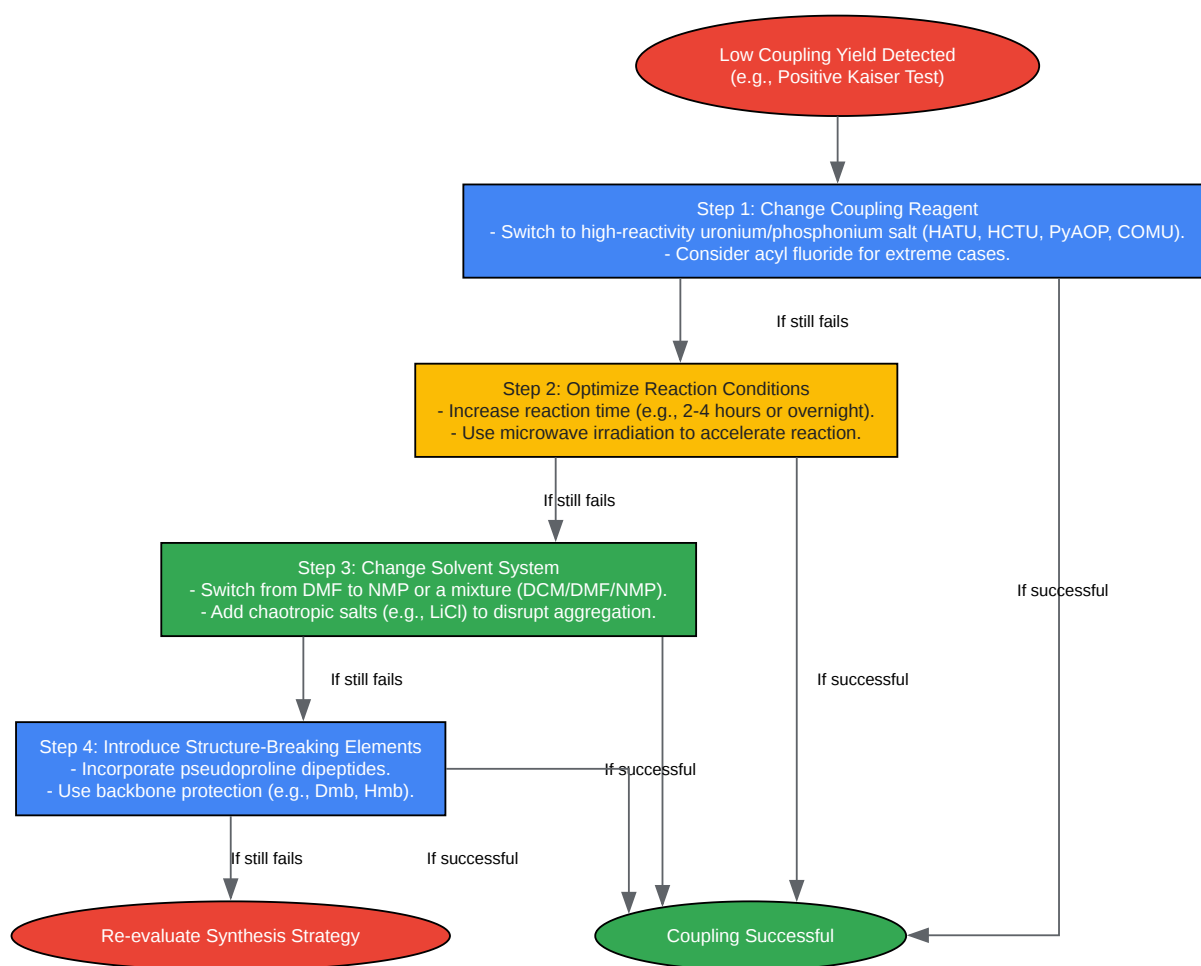 Low Coupling Yield Detected
(e.g., Positive Kaiser Test)
Step 1: Change Coupling Reagent
- Switch to high-reactivity uronium/phosphonium salt (HATU, HCTU, PyAOP, COMU).
- Consider acyl fluoride for extreme cases.
If still fails
Step 2: Optimize Reaction Conditions
- Increase reaction time (e.g., 2-4 hours or overnight).
- Use microwave irradiation to accelerate reaction.
If still fails
Step 3: Change Solvent System
- Switch from DMF to NMP or a mixture (DCM/DMF/NMP).
- Add chaotropic salts (e.g., LiCl) to disrupt aggregation.
If successful
If still fails
If successful
Step 4: Introduce Structure-Breaking Elements
- Incorporate pseudoproline dipeptides.
- Use backbone protection (e.g., Dmb, Hmb).
If successful
If still fails
If successful
Re-evaluate Synthesis Strategy
Coupling Successful